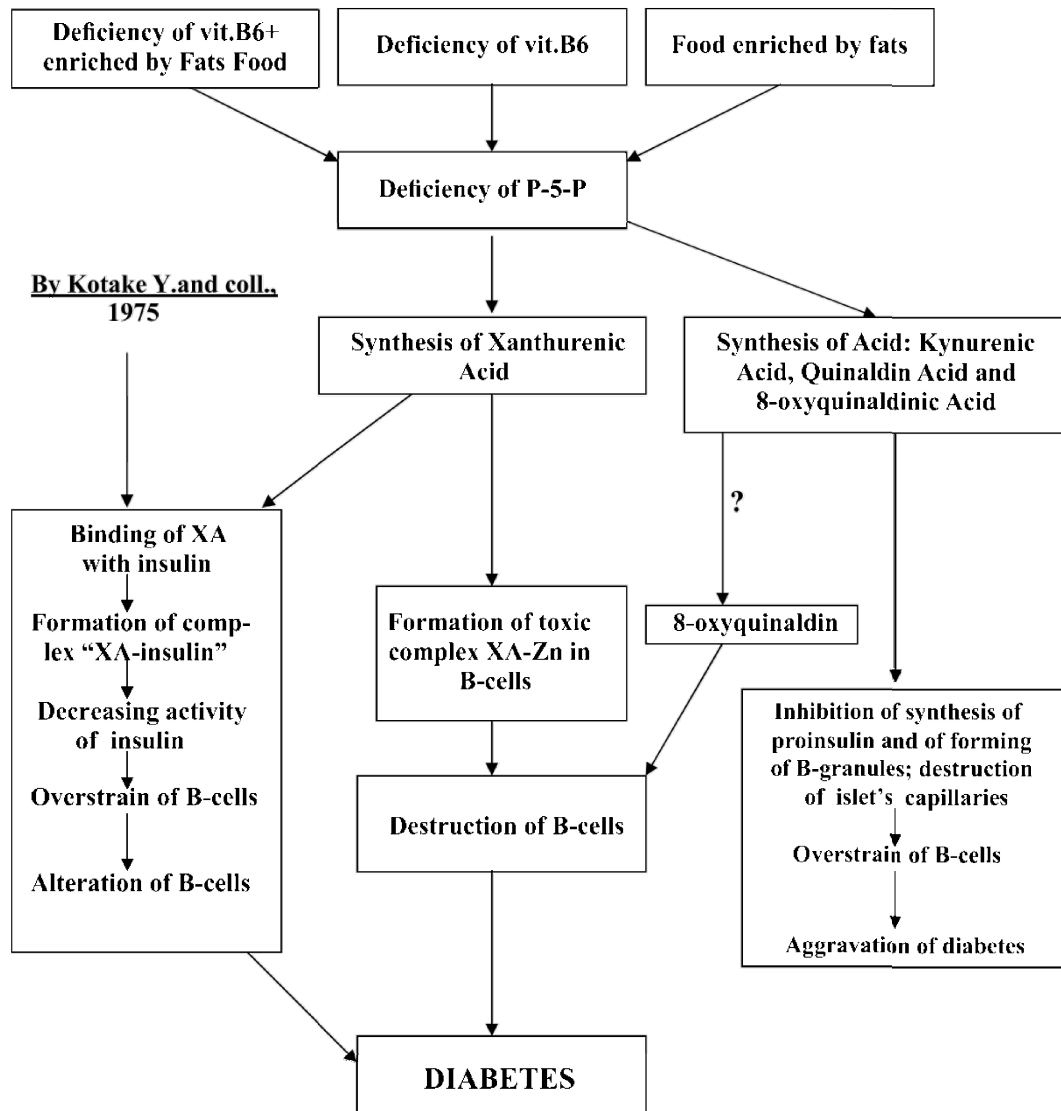 Deficiency of vit.B6+
enriched by Fats Food
Deficiency of vit.B6
Food enriched by fats
Deficiency of P-5-P
By Kotake Y.and coll.,
1975
Synthesis of Xanthurenic
Acid
Synthesis of Acid: Kynurenic
Acid, Quinaldin Acid and
8-oxyquinaldinic Acid
?
Binding of XA
with insulin
Formation of comp-
lex “XA-insulin”
Decreasing activity
of insulin
Overstrain of B-cells
Alteration of B-cells
Formation of toxic
complex XA-Zn in
B-cells
8-oxyquinaldin
Destruction of B-cells
Inhibition of synthesis of
proinsulin and of forming
of B-granules; destruction
of islet’s capillaries
Overstrain of B-cells
Aggravation of diabetes
DIABETES